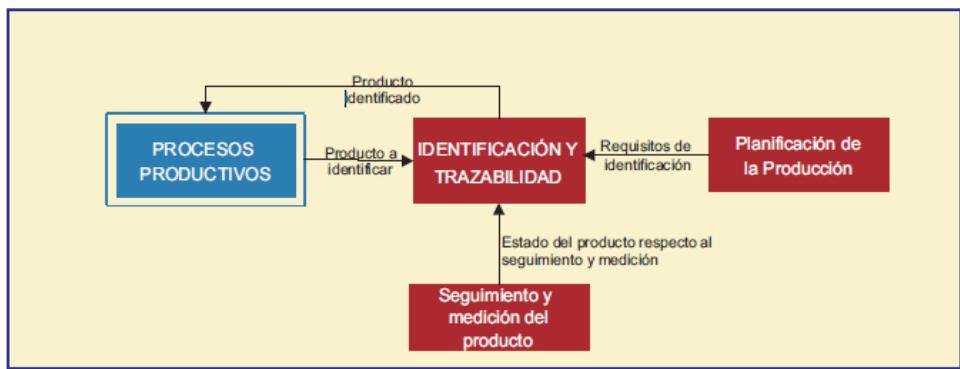 Producto
identificado
PROCESOS
PRODUCTIVOS
Producto a
identificar
IDENTIFICACIÓN Y
TRAZABILIDAD
Requisitos de
identificación
Planificación de
la Producción
Estado del producto respecto al
seguimiento y medición
Seguimiento y
medición del
producto